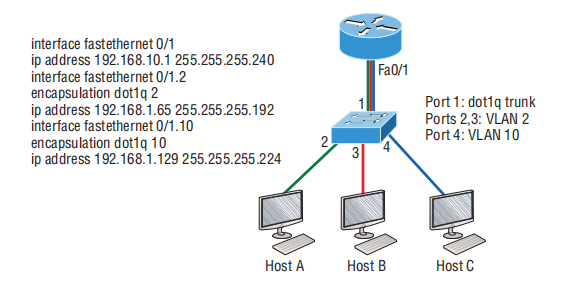 interface fastethernet 0/1
ip address 192.168.10.1 255.255.255.240
interface fastethernet 0/1.2
encapsulation dot1q 2
ip address 192.168.1.65 255.255.255.192
interface fastethernet 0/1.10
encapsulation dot1q 10
ip address 192.168.1.129 255.255.255.224
Fa0/1
1
2
3
4
Port 1: dot1q trunk
Ports 2,3: VLAN 2
Port 4: VLAN 10
Host A
Host B
Host C